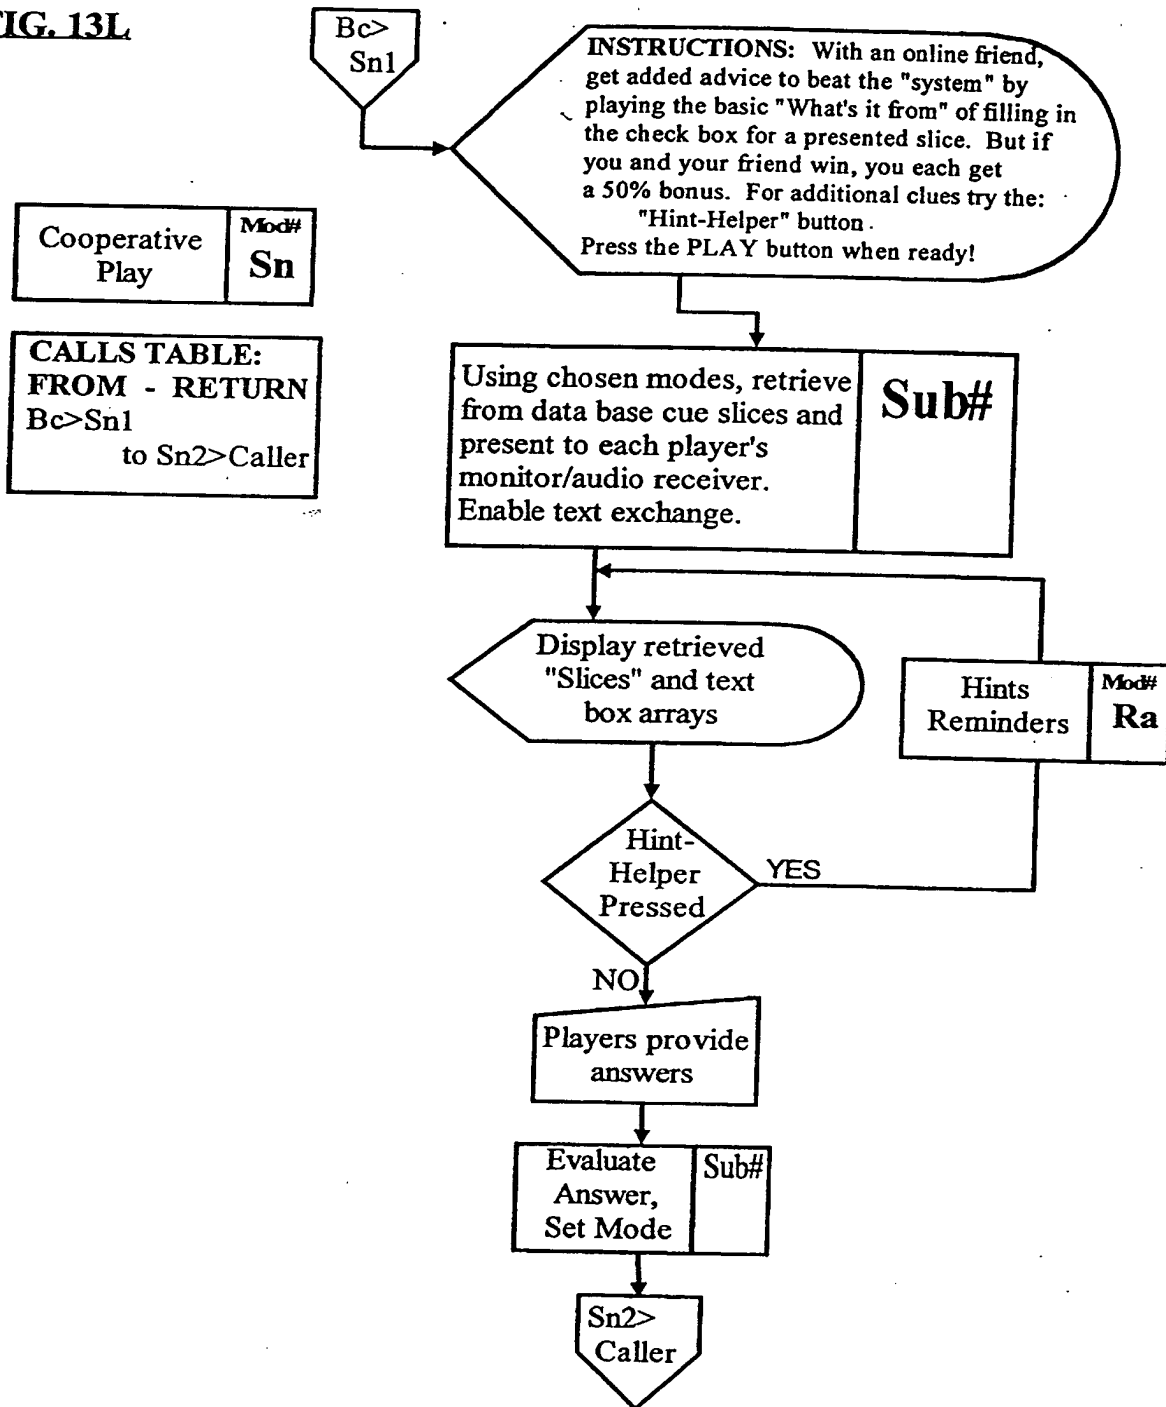 FIG. 13L
Bc>
Sn1
INSTRUCTIONS: With an online friend,
get added advice to beat the "system" by
playing the basic "What's it from" of filling in
the check box for a presented slice. But if
you and your friend win, you each get
a 50% bonus. For additional clues try the:
"Hint-Helper" button.
Press the PLAY button when ready!
Cooperative
Play
Mod#
Sn
CALLS TABLE:
FROM - RETURN
Bc>Sn1
to Sn2>Caller
Using chosen modes, retrieve
from data base cue slices and
present to each player's
monitor/audio receiver.
Enable text exchange.
Sub#
Display retrieved
"Slices" and text
box arrays
Hints
Reminders
Mod#
Ra
Hint-
Helper
Pressed
YES
NO
Players provide
answers
Evaluate
Answer,
Set Mode
Sub#
Sn2>
Caller